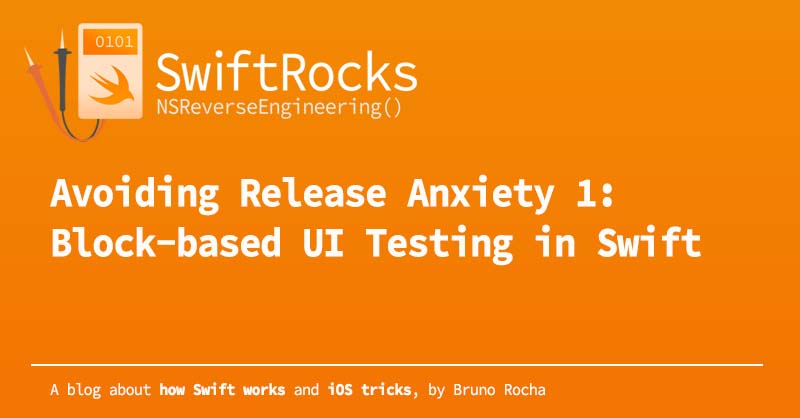 0101
SwiftRocks
NSReverseEngineering()
Avoiding Release Anxiety 1:
Block-based UI Testing in Swift
A blog about how Swift works and iOS tricks, by Bruno Rocha